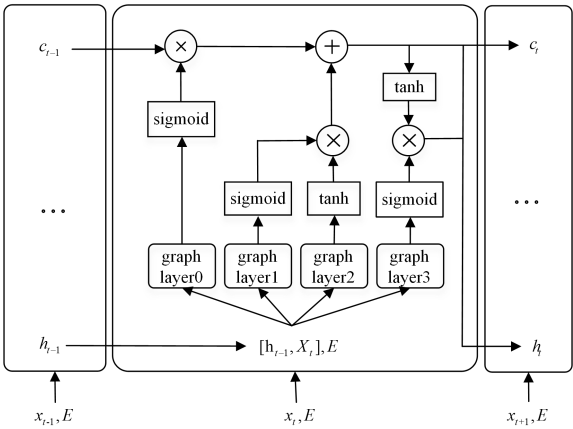 c_{t-1}
×
+
c_t
tanh
sigmoid
×
×
sigmoid
tanh
sigmoid
...
...
graph
layer0
graph
layer1
graph
layer2
graph
layer3
h_{t-1}
[h_{t-1}, X_t], E
h_t
x_{t-1}, E
x_t, E
x_{t+1}, E